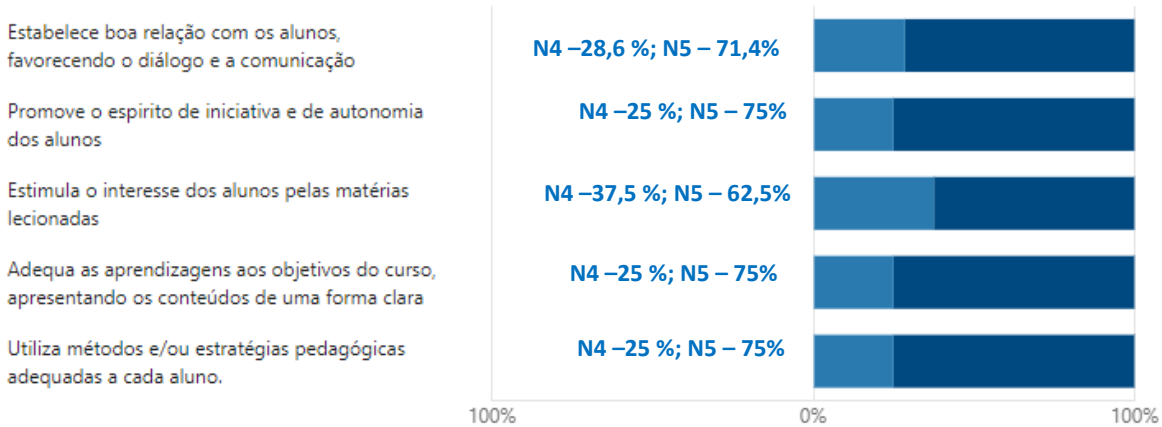 Estabelece boa relação com os alunos,
favorecendo o diálogo e a comunicação
N4 –28,6 %; N5 – 71,4%
Promove o espirito de iniciativa e de autonomia
dos alunos
N4 –25 %; N5 – 75%
Estimula o interesse dos alunos pelas matérias
lecionadas
N4 –37,5 %; N5 – 62,5%
Adequa as aprendizagens aos objetivos do curso,
apresentando os conteúdos de uma forma clara
N4 –25 %; N5 – 75%
Utiliza métodos e/ou estratégias pedagógicas
adequadas a cada aluno.
N4 –25 %; N5 – 75%
100%
0%
100%